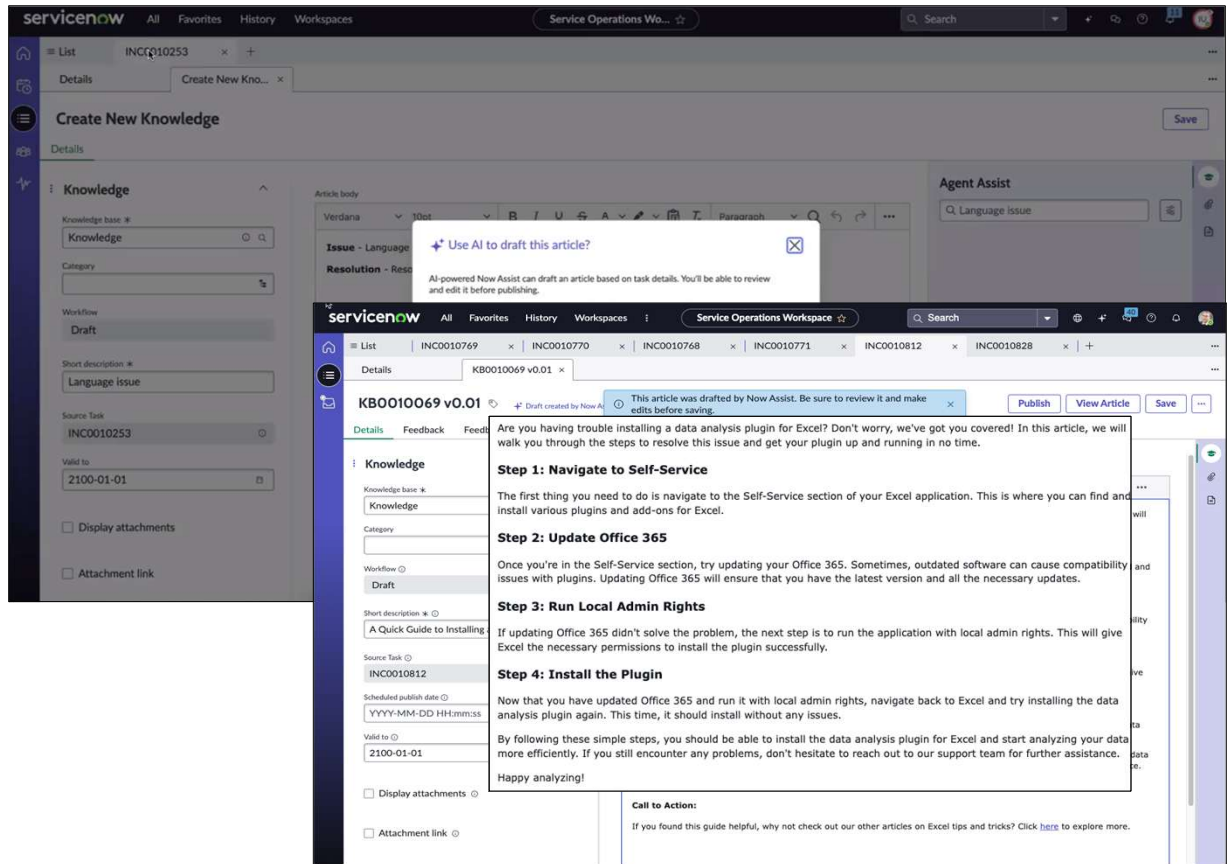 servicenow All Favorites History Workspaces Service Operations Wo... Search
List INC0010253 × +
Details Create New Kno... ×
Create New Knowledge Save
Details
Knowledge
Knowledge base *
Knowledge
Category
Workflow
Draft
Short description *
Language issue
Source Task
INC0010253
Valid to
2100-01-01
Display attachments
Attachment link
Article body
Verdana 10pt B I U S A Paragraph
Issue - Language
Resolution - Reso
Agent Assist
Language issue
Use AI to draft this article?
AI-powered Now Assist can draft an article based on task details. You'll be able to review
and edit it before publishing.
servicenow All Favorites History Workspaces Service Operations Workspace Search 40
List INC0010769 × INC0010770 × INC0010768 × INC0010771 × INC0010812 × INC0010828 × +
Details KB0010069 v0.01 ×
KB0010069 v0.01 Draft created by Now A
This article was drafted by Now Assist. Be sure to review it and make
edits before saving.
Publish View Article Save
Details Feedback Feedb
Knowledge
Knowledge base *
Knowledge
Category
Workflow
Draft
Short description *
A Quick Guide to Installing
Source Task
INC0010812
Scheduled publish date
YYYY-MM-DD HH:mm:ss
Valid to
2100-01-01
Display attachments
Attachment link
Are you having trouble installing a data analysis plugin for Excel? Don't worry, we've got you covered! In this article, we will
walk you through the steps to resolve this issue and get your plugin up and running in no time.
Step 1: Navigate to Self-Service
The first thing you need to do is navigate to the Self-Service section of your Excel application. This is where you can find and
install various plugins and add-ons for Excel.
Step 2: Update Office 365
Once you're in the Self-Service section, try updating your Office 365. Sometimes, outdated software can cause compatibility
issues with plugins. Updating Office 365 will ensure that you have the latest version and all the necessary updates.
Step 3: Run Local Admin Rights
If updating Office 365 didn't solve the problem, the next step is to run the application with local admin rights. This will give
Excel the necessary permissions to install the plugin successfully.
Step 4: Install the Plugin
Now that you have updated Office 365 and run it with local admin rights, navigate back to Excel and try installing the data
analysis plugin again. This time, it should install without any issues.
By following these simple steps, you should be able to install the data analysis plugin for Excel and start analyzing your data
more efficiently. If you still encounter any problems, don't hesitate to reach out to our support team for further assistance.
Happy analyzing!
will
and
bility
ive
ta
data
ce.
Call to Action:
If you found this guide helpful, why not check out our other articles on Excel tips and tricks? Click here to explore more.